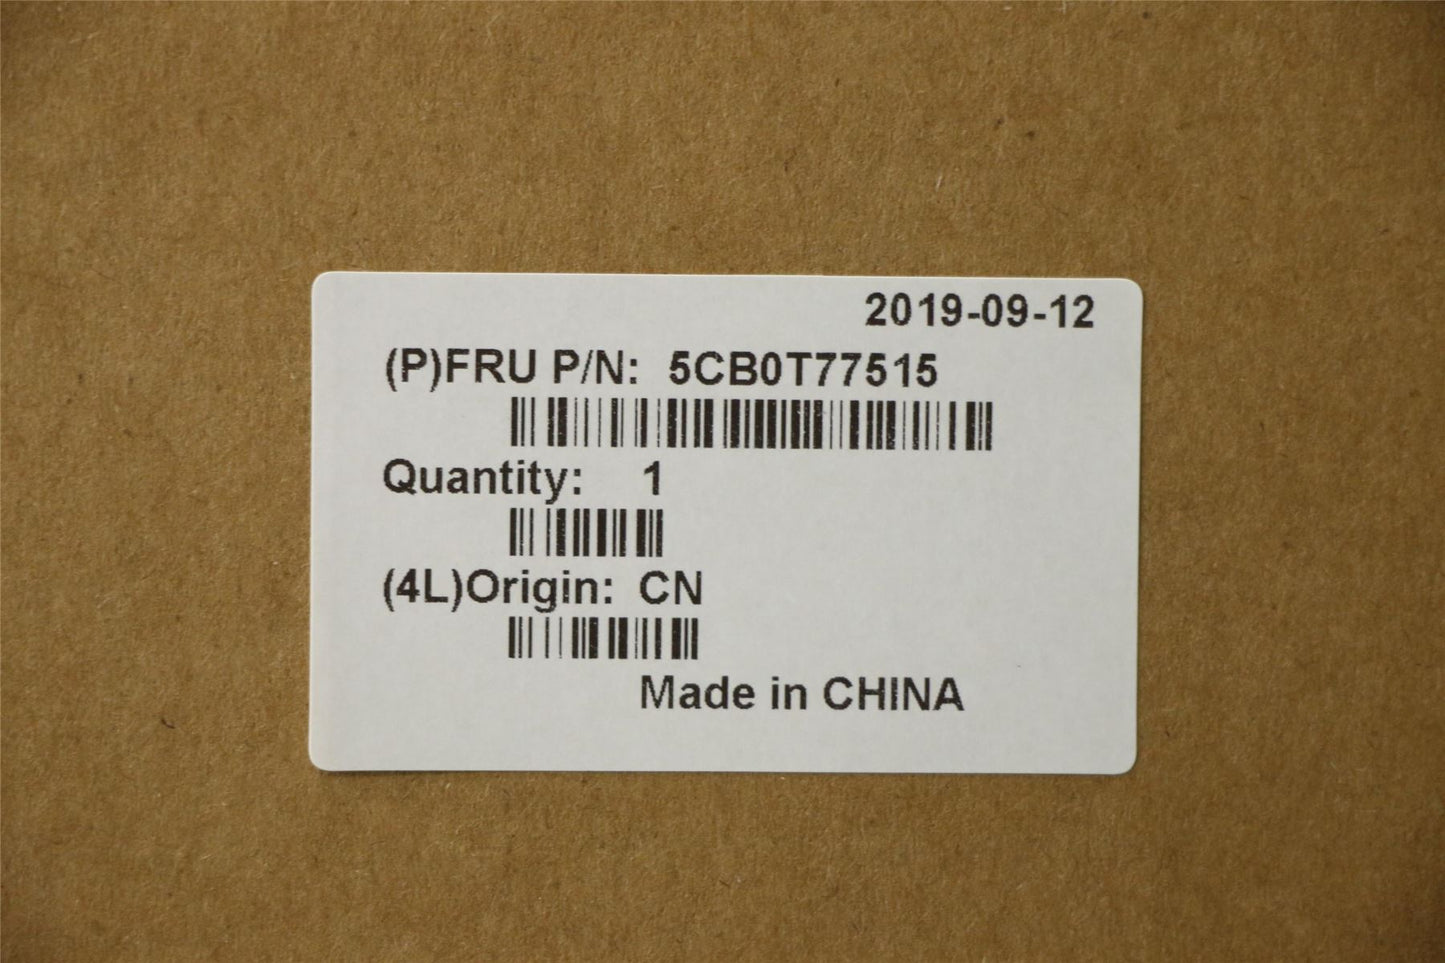 2019-09-12
(P)FRU P/N: 5CB0T77515
Quantity: 1
(4L)Origin: CN
Made in CHINA